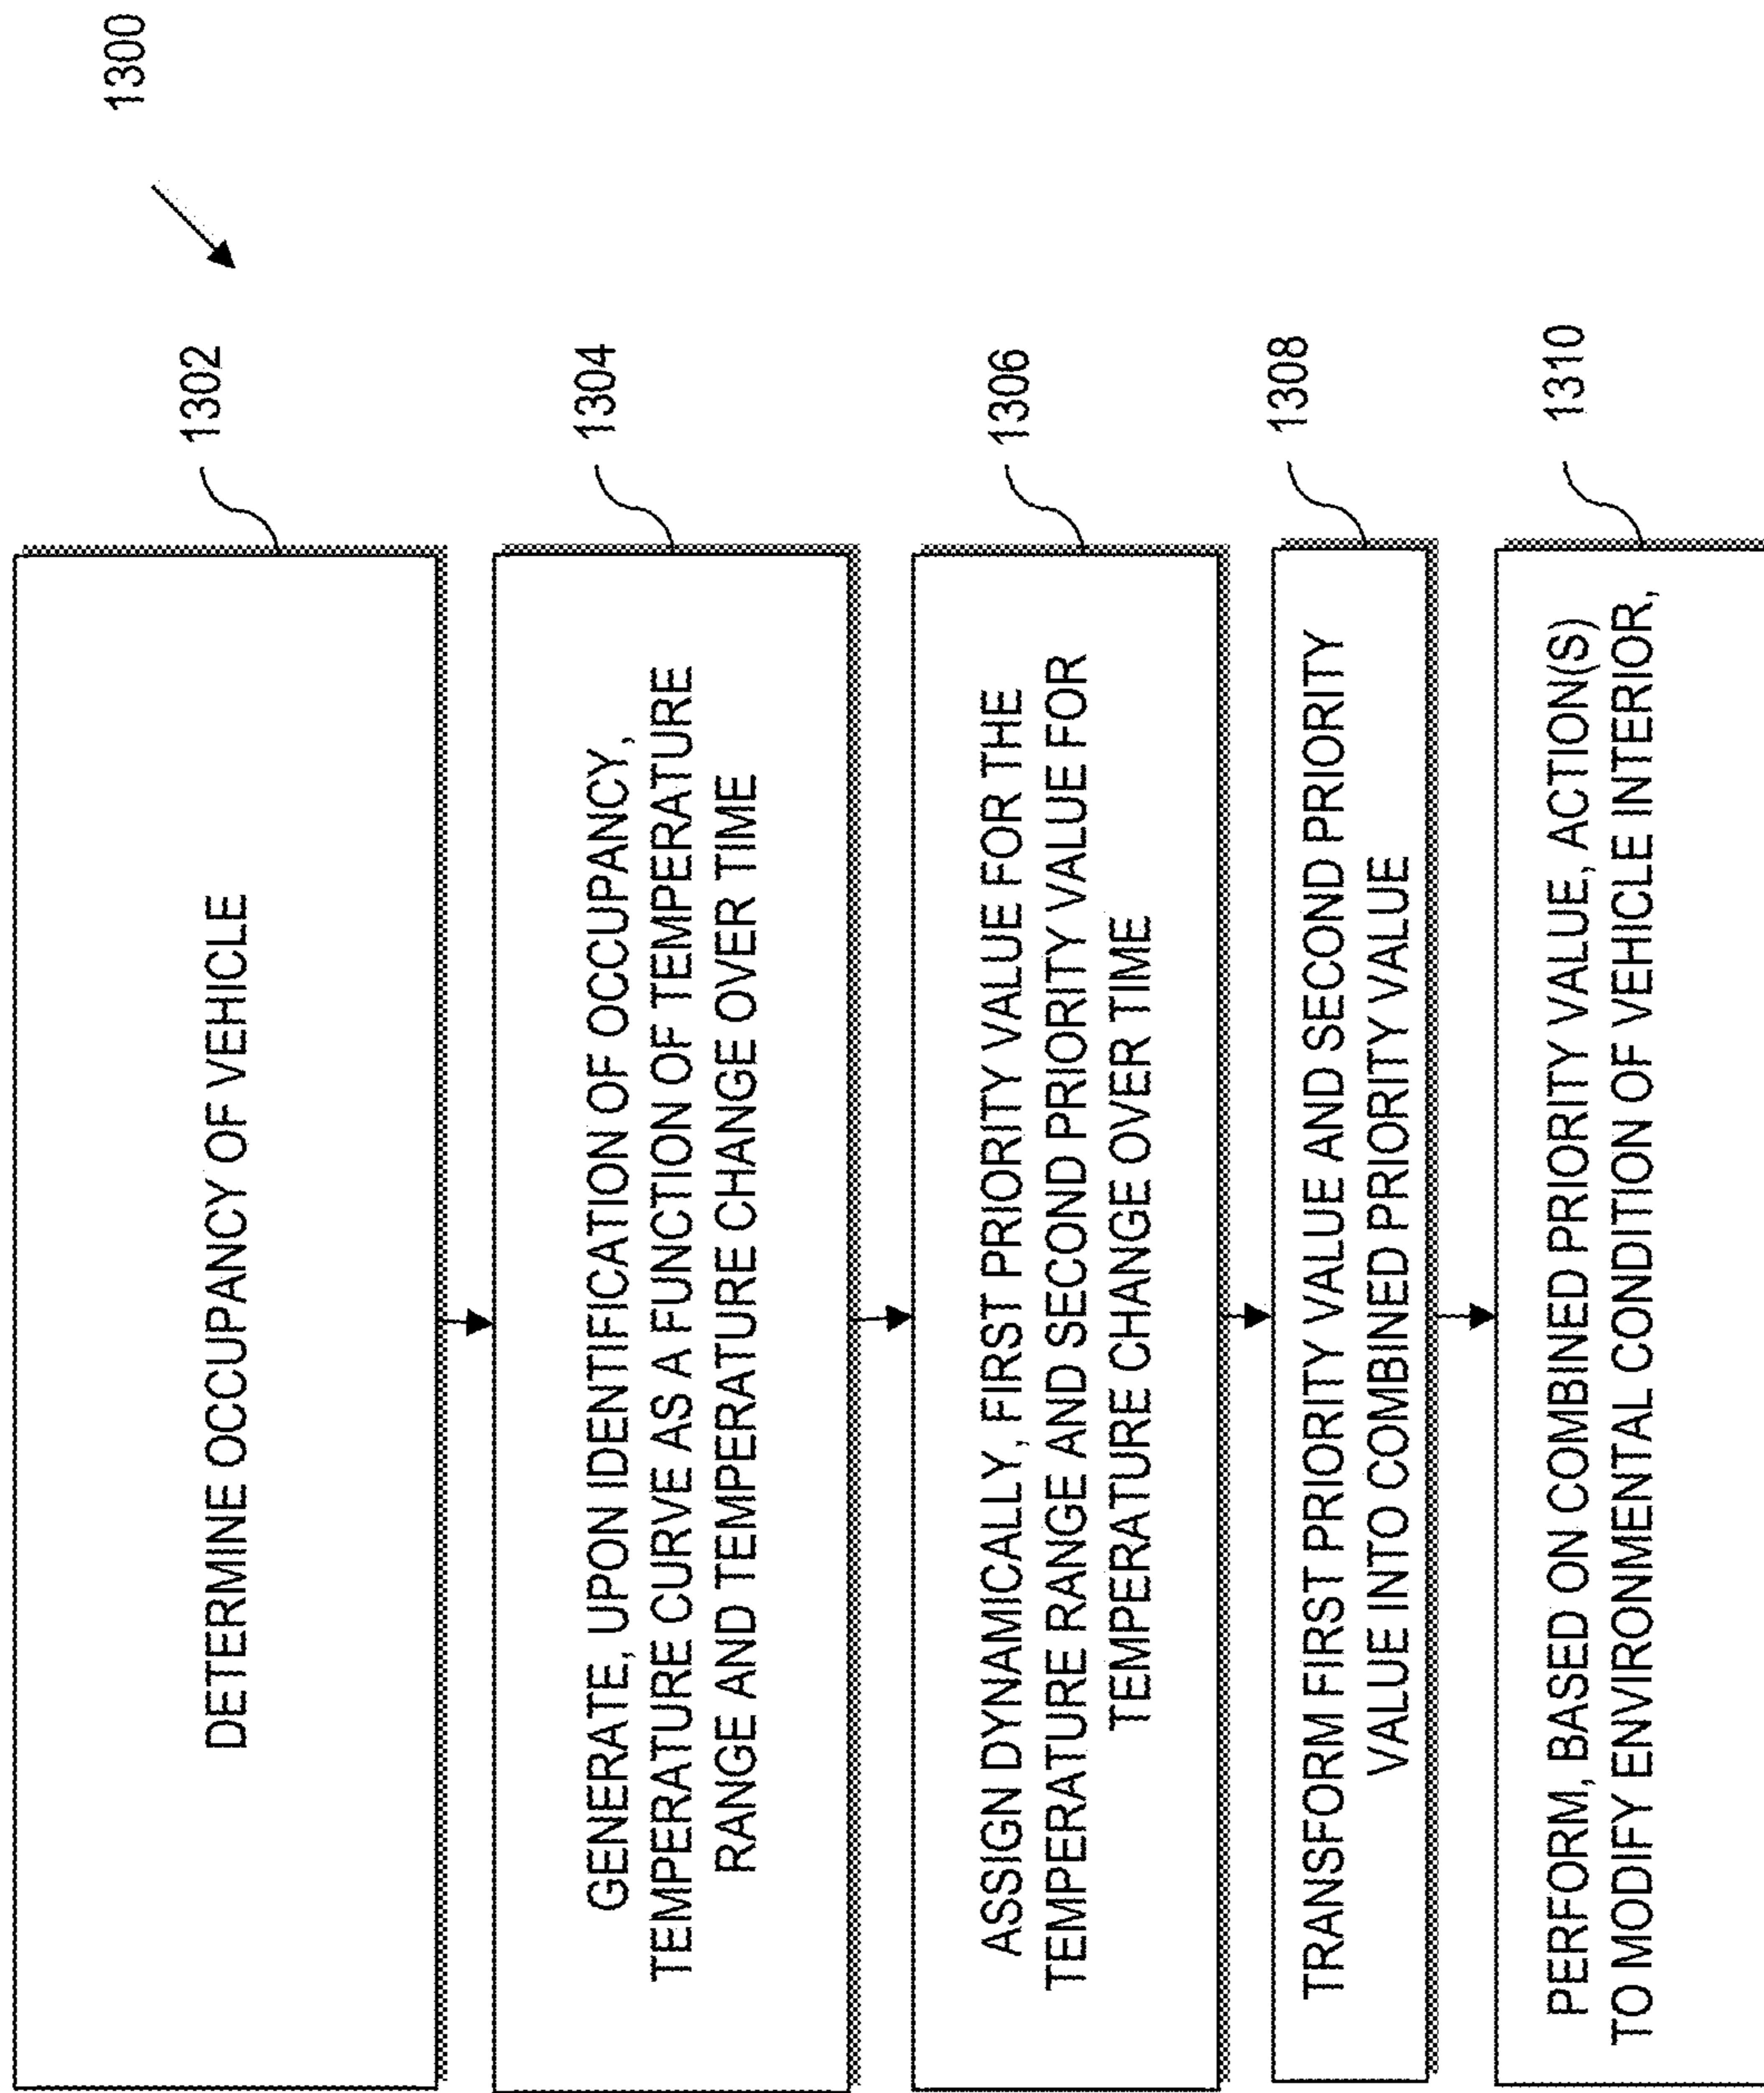 1300
DETERMINE OCCUPANCY OF VEHICLE
1302
GENERATE, UPON IDENTIFICATION OF OCCUPANCY,
TEMPERATURE CURVE AS A FUNCTION OF TEMPERATURE
RANGE AND TEMPERATURE CHANGE OVER TIME
1304
ASSIGN DYNAMICALLY, FIRST PRIORITY VALUE FOR THE
TEMPERATURE RANGE AND SECOND PRIORITY VALUE FOR
TEMPERATURE CHANGE OVER TIME
1306
TRANSFORM FIRST PRIORITY VALUE AND SECOND PRIORITY
VALUE INTO COMBINED PRIORITY VALUE
1308
PERFORM, BASED ON COMBINED PRIORITY VALUE, ACTION(S)
TO MODIFY ENVIRONMENTAL CONDITION OF VEHICLE INTERIOR,
1310